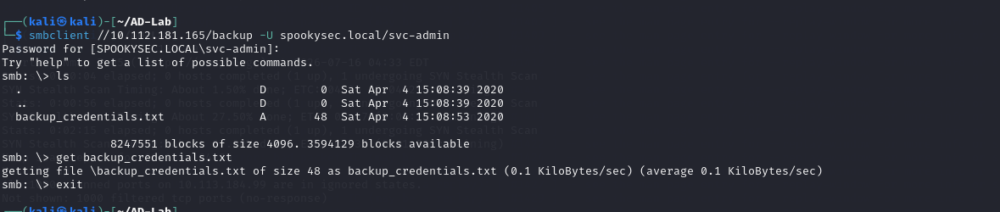 ┌──(kali㉿kali)-[~/AD-Lab]
└─$ smbclient //10.112.181.165/backup -U spookysec.local/svc-admin
Password for [SPOOKYSEC.LOCAL\svc-admin]:
Try "help" to get a list of possible commands.
smb: \> ls
  .                                   D        0  Sat Apr  4 15:08:39 2020
  ..                                  D        0  Sat Apr  4 15:08:39 2020
  backup_credentials.txt              A       48  Sat Apr  4 15:08:53 2020

                8247551 blocks of size 4096. 3594129 blocks available
smb: \> get backup_credentials.txt
getting file \backup_credentials.txt of size 48 as backup_credentials.txt (0.1 KiloBytes/sec) (average 0.1 KiloBytes/sec)
smb: \> exit